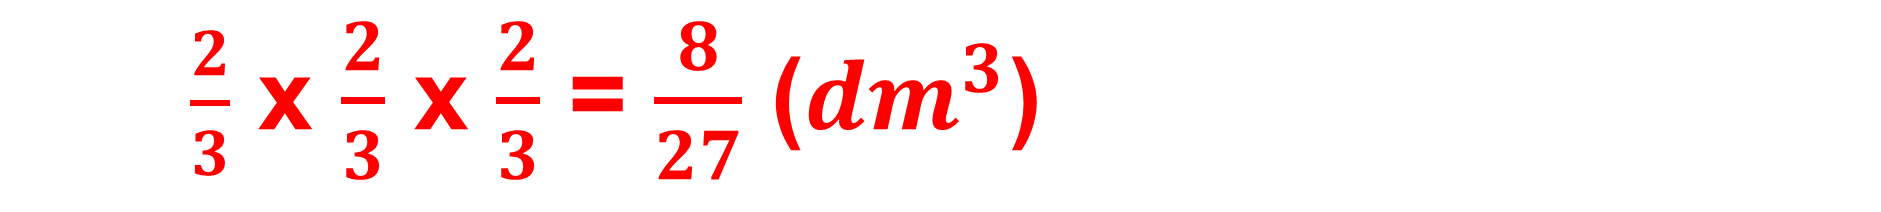 2/3 x 2/3 x 2/3 = 8/27 (dm³)